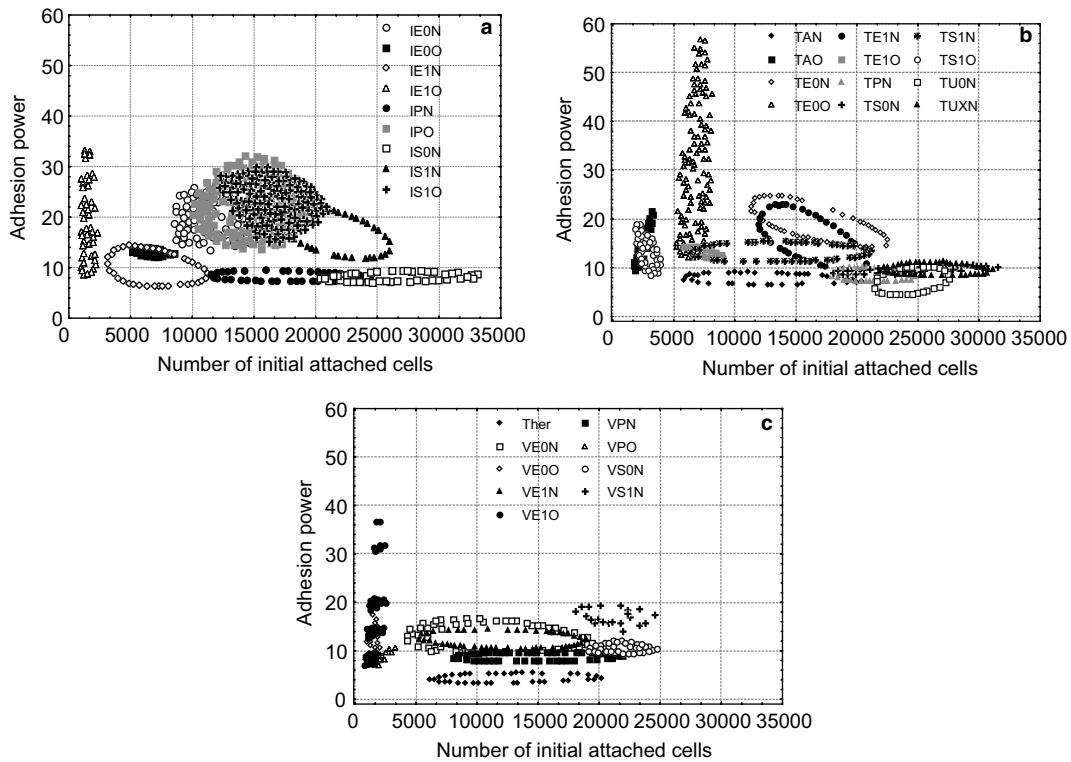 a
60
50
40
30
20
10
0
Adhesion power
0 5000 10000 15000 20000 25000 30000 35000
Number of initial attached cells
IE0N
IE0O
IE1N
IE1O
IPN
IPO
IS0N
IS1N
IS1O
b
60
50
40
30
20
10
0
Adhesion power
0 5000 10000 15000 20000 25000 30000 35000
Number of initial attached cells
TAN TE1N TS1N
TAO TE1O TS1O
TE0N TPN TU0N
TE0O TS0N TUXN
c
60
50
40
30
20
10
0
Adhesion power
0 5000 10000 15000 20000 25000 30000 35000
Number of initial attached cells
Ther VPN
VE0N VPO
VE0O VS0N
VE1N VS1N
VE1O